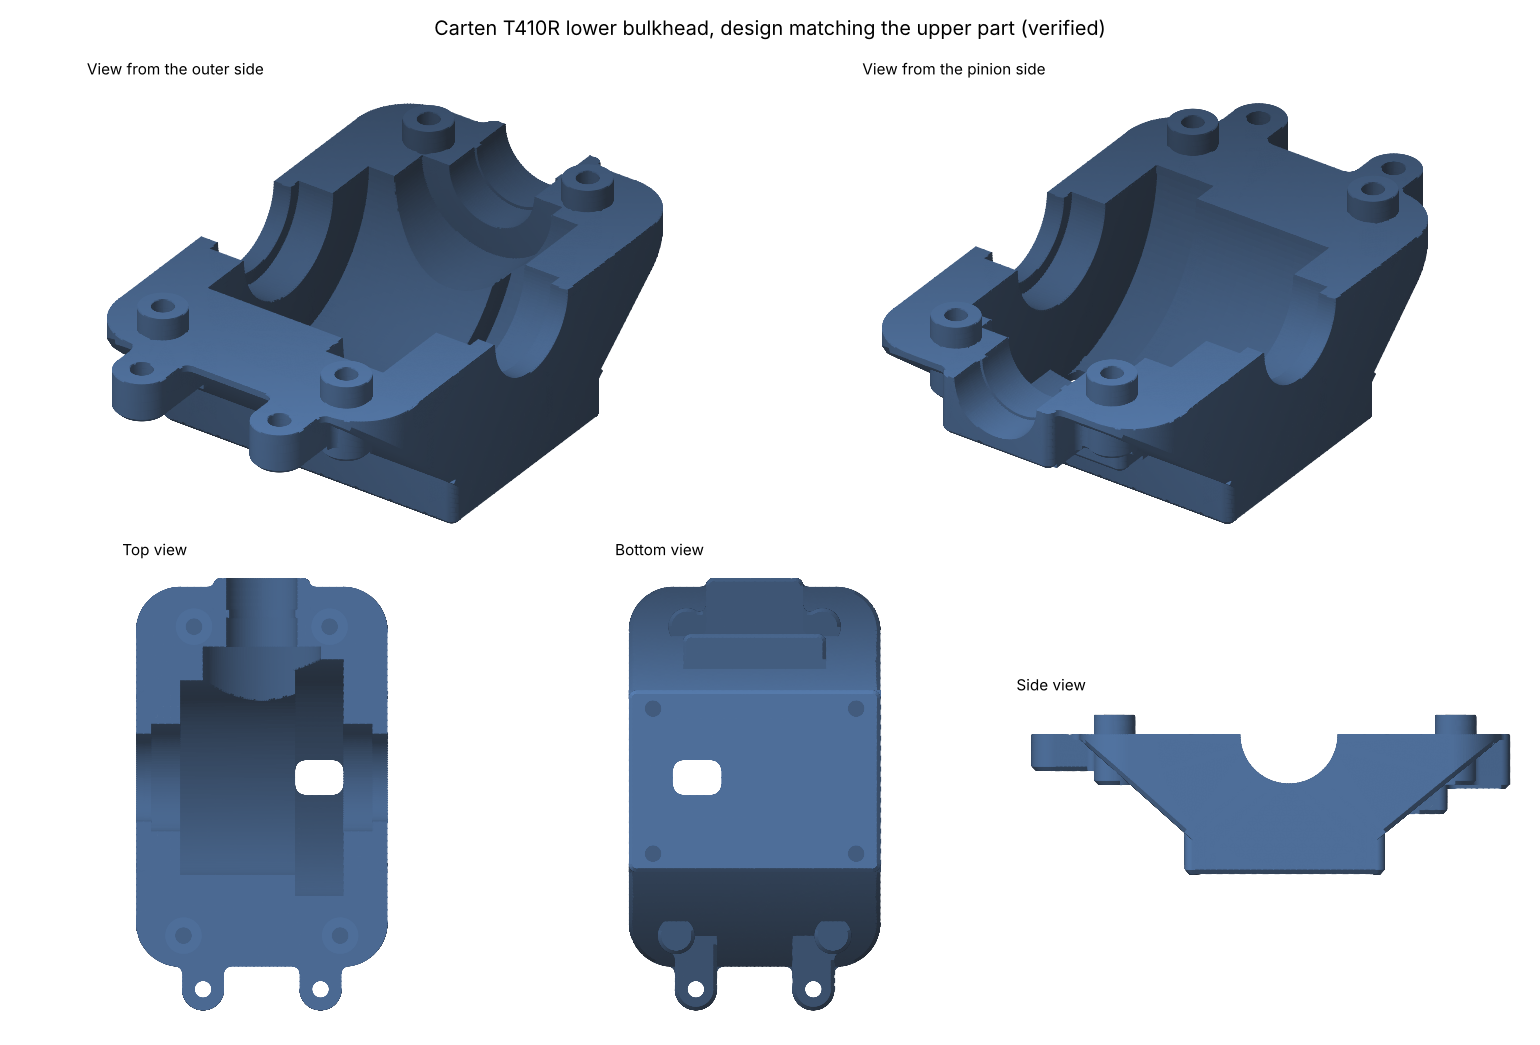 Carten T410R lower bulkhead, design matching the upper part (verified)
View from the outer side
View from the pinion side
Top view
Bottom view
Side view